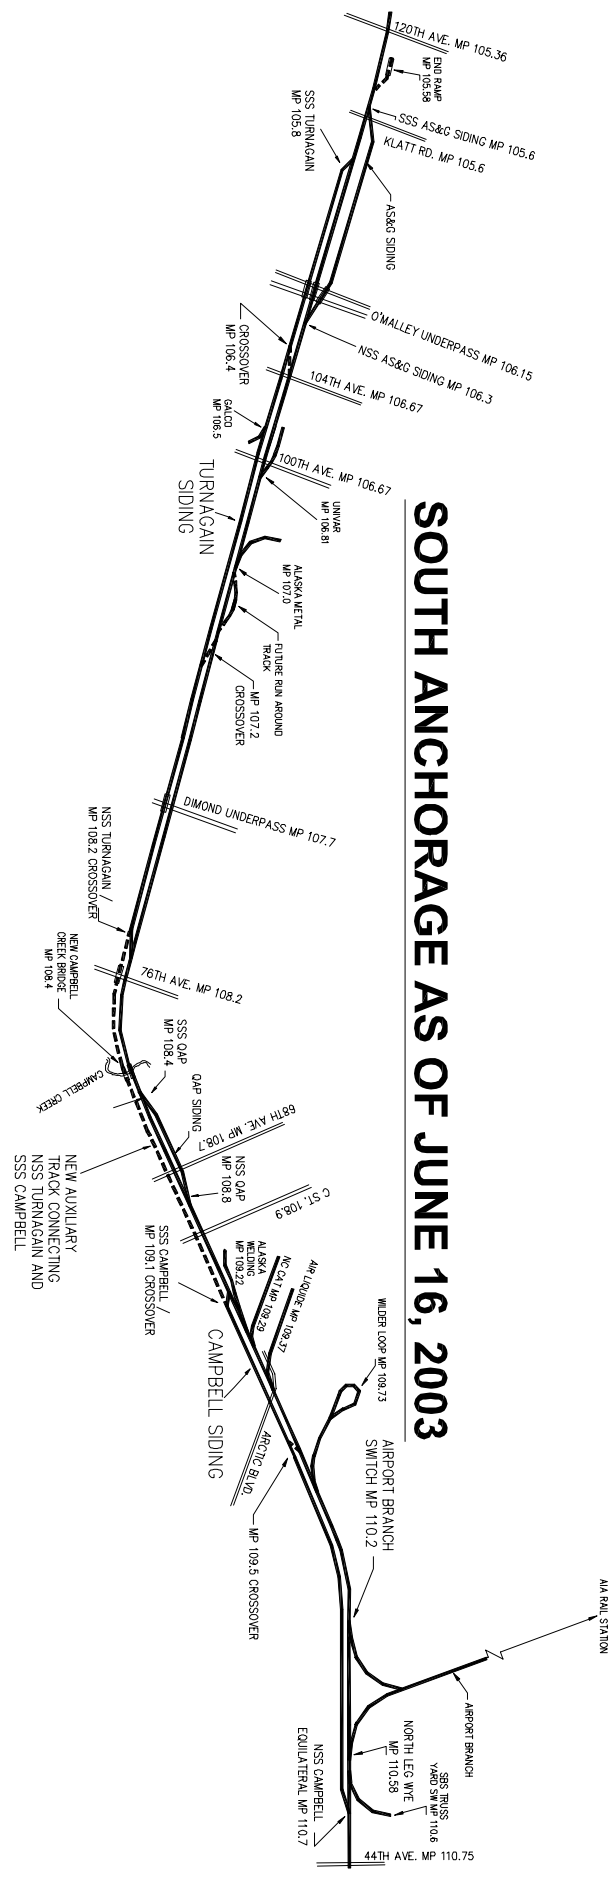 SOUTH ANCHORAGE AS OF JUNE 16, 2003
120TH AVE. MP 105.36
END RAMP
MP 105.58
SSS AS&G SIDING MP 105.6
KLATT RD. MP 105.6
SSS TURNAGAIN
MP 105.8
AS&G SIDING
O'MALLEY UNDERPASS MP 106.15
NSS AS&G SIDING MP 106.3
CROSSOVER
MP 106.4
104TH AVE. MP 106.67
GALCO
MP 106.5
100TH AVE. MP 106.67
UNIVAR
MP 106.81
TURNAGAIN
SIDING
ALASKA METAL
MP 107.0
FUTURE RUN AROUND
TRACK
MP 107.2
CROSSOVER
DIMOND UNDERPASS MP 107.7
NSS TURNAGAIN /
MP 108.2 CROSSOVER
76TH AVE. MP 108.2
NEW CAMPBELL
CREEK BRIDGE
MP 108.4
CAMPBELL CREEK
SSS QAP
MP 108.4
QAP SIDING
68TH AVE. MP 108.7
NSS QAP
MP 108.8
C ST. 108.9
NEW AUXILIARY
TRACK CONNECTING
NSS TURNAGAIN AND
SSS CAMPBELL
SSS CAMPBELL /
MP 109.1 CROSSOVER
ALASKA
WELDING
MP 109.22
NC CAT MP 109.29
AIR LIQUIDE MP 109.37
CAMPBELL SIDING
ARCTIC BLVD.
WILDER LOOP MP 109.73
MP 109.5 CROSSOVER
AIRPORT BRANCH
SWITCH MP 110.2
AIA RAIL STATION
AIRPORT BRANCH
NORTH LEG WYE
MP 110.58
SBS TRUSS
YARD SW MP 110.6
NSS CAMPBELL
EQUILATERAL MP 110.7
44TH AVE. MP 110.75